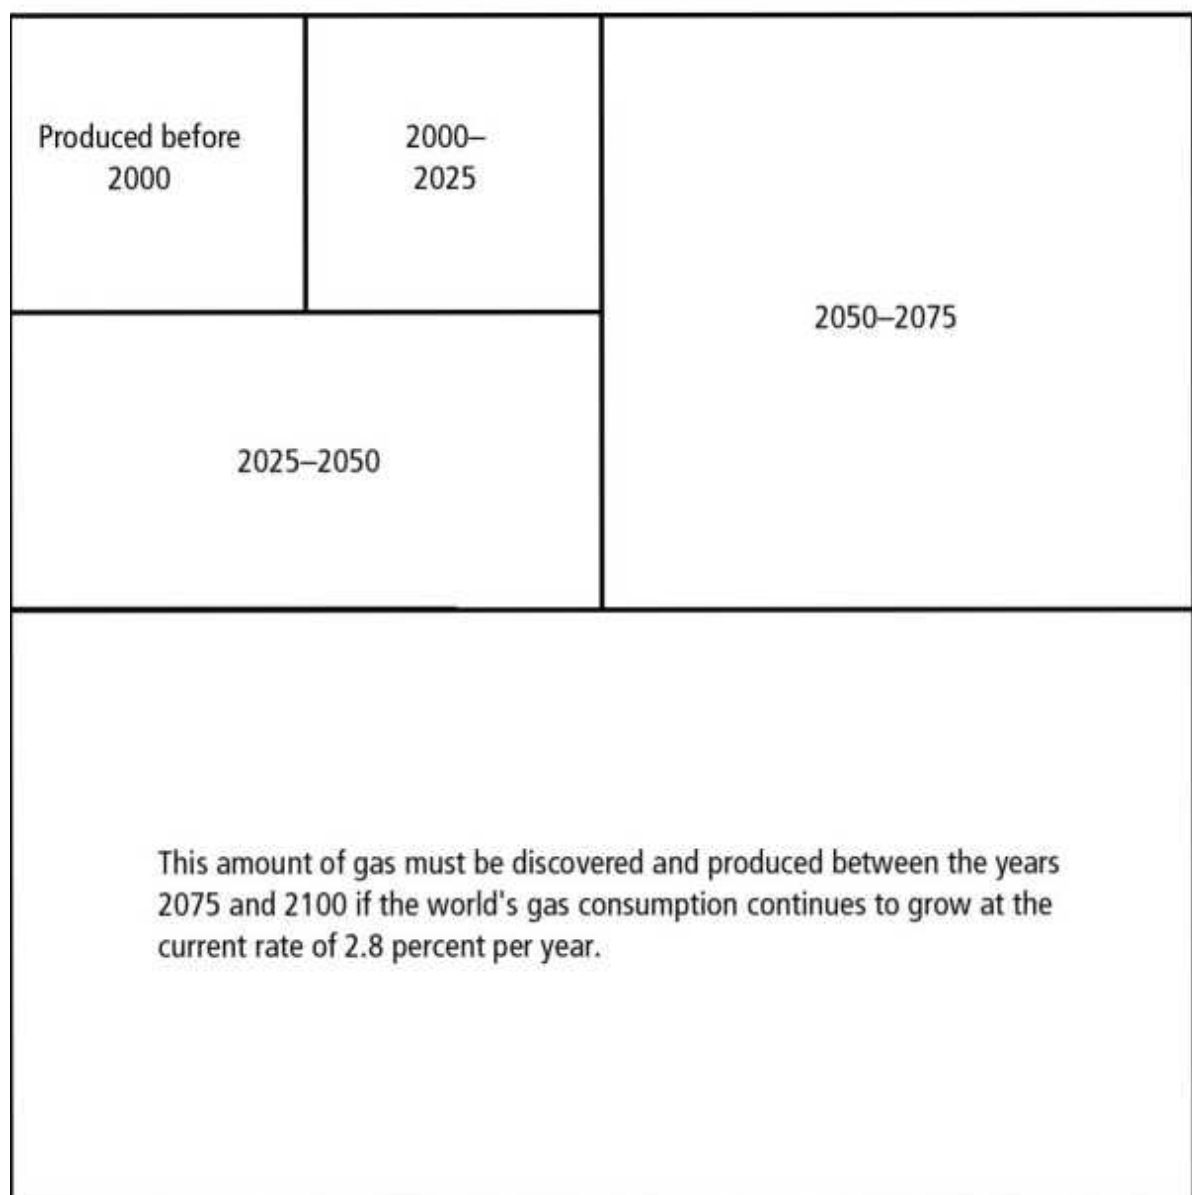 Produced before
2000
2000–
2025
2050–2075
2025–2050
This amount of gas must be discovered and produced between the years
2075 and 2100 if the world's gas consumption continues to grow at the
current rate of 2.8 percent per year.